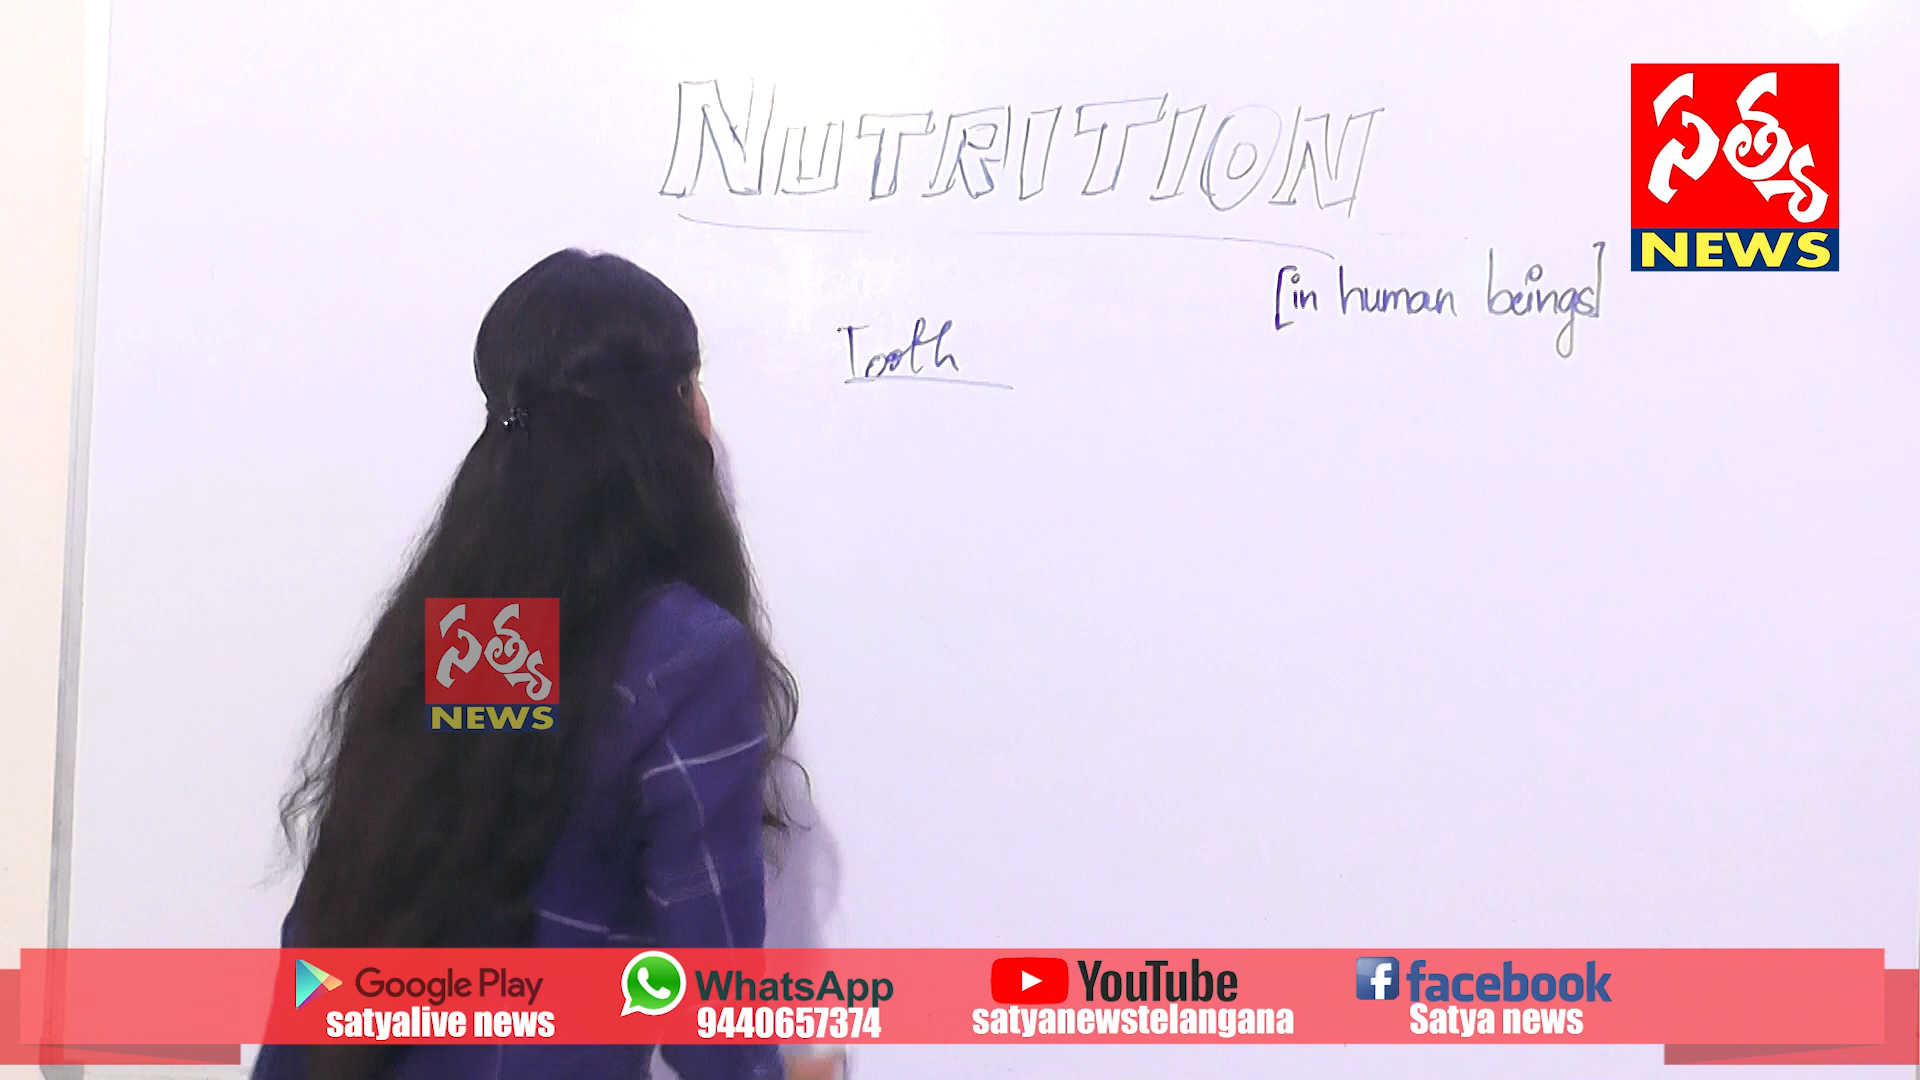 NUTRITION
[in human beings]
Tooth
సత్య
NEWS
సత్య
NEWS
Google Play
satyalive news
WhatsApp
9440657374
YouTube
satyanewstelangana
facebook
Satya news